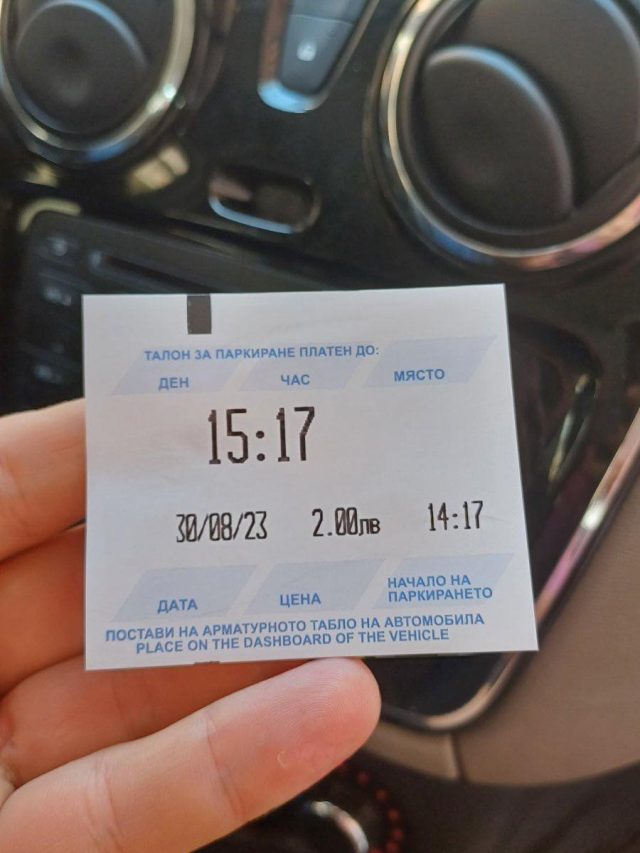 ТАЛОН ЗА ПАРКИРАНЕ ПЛАТЕН ДО:
ДЕН ЧАС МЯСТО
15:17
30/08/23 2.00лв 14:17
ДАТА ЦЕНА НАЧАЛО НА ПАРКИРАНЕТО
ПОСТАВИ НА АРМАТУРНОТО ТАБЛО НА АВТОМОБИЛА
PLACE ON THE DASHBOARD OF THE VEHICLE